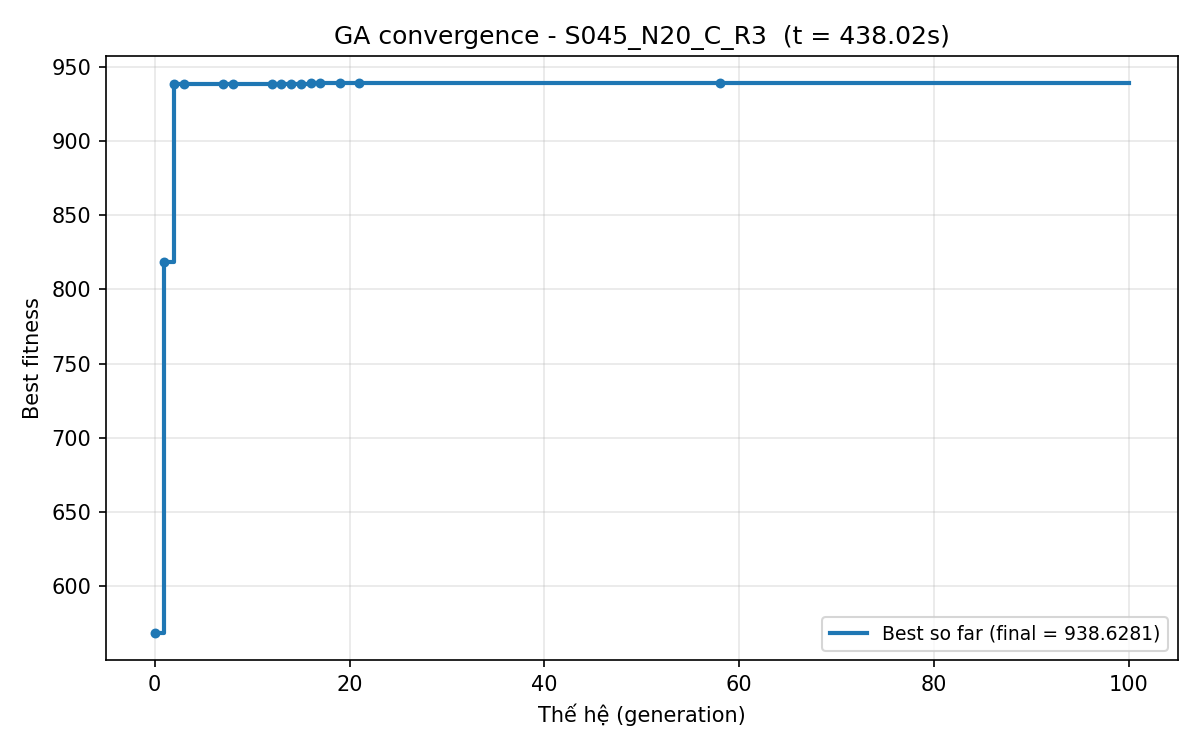 GA convergence - S045_N20_C_R3  (t = 438.02s)
950
900
850
800
750
700
650
600
Best fitness
Best so far (final = 938.6281)
0 20 40 60 80 100
Thế hệ (generation)